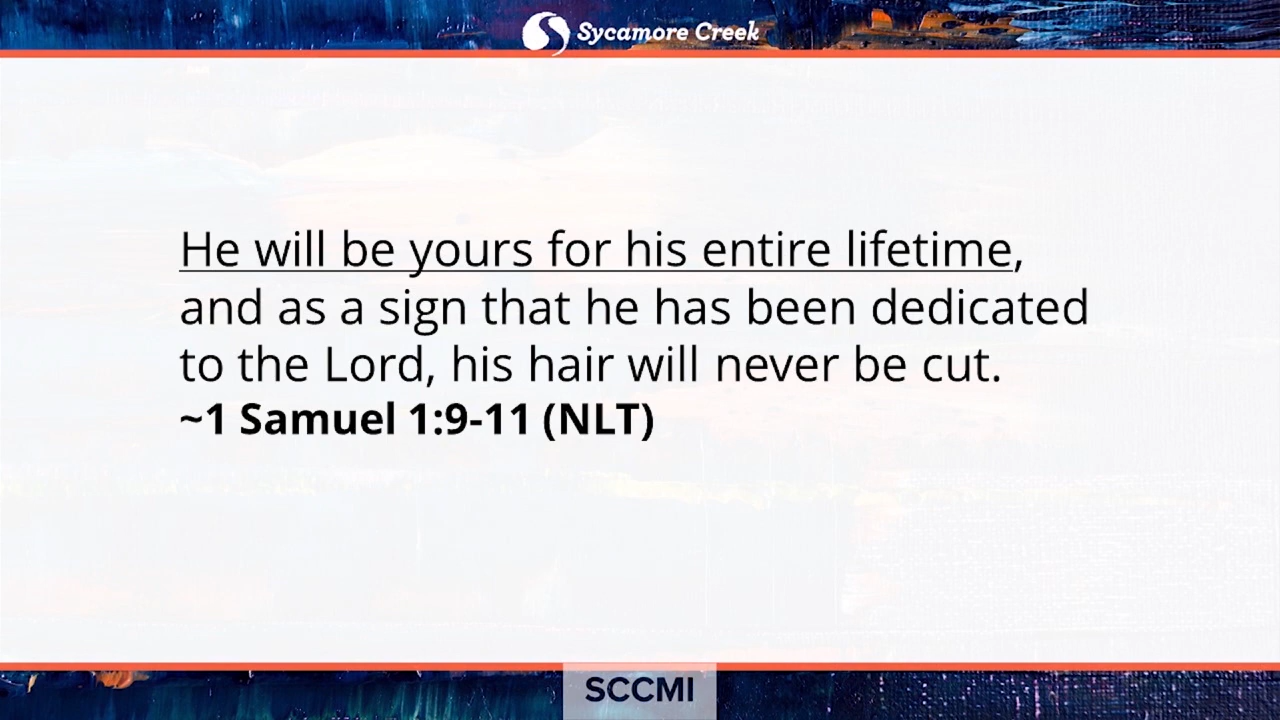 Sycamore Creek
He will be yours for his entire lifetime,
and as a sign that he has been dedicated
to the Lord, his hair will never be cut.
~1 Samuel 1:9-11 (NLT)
SCCMI